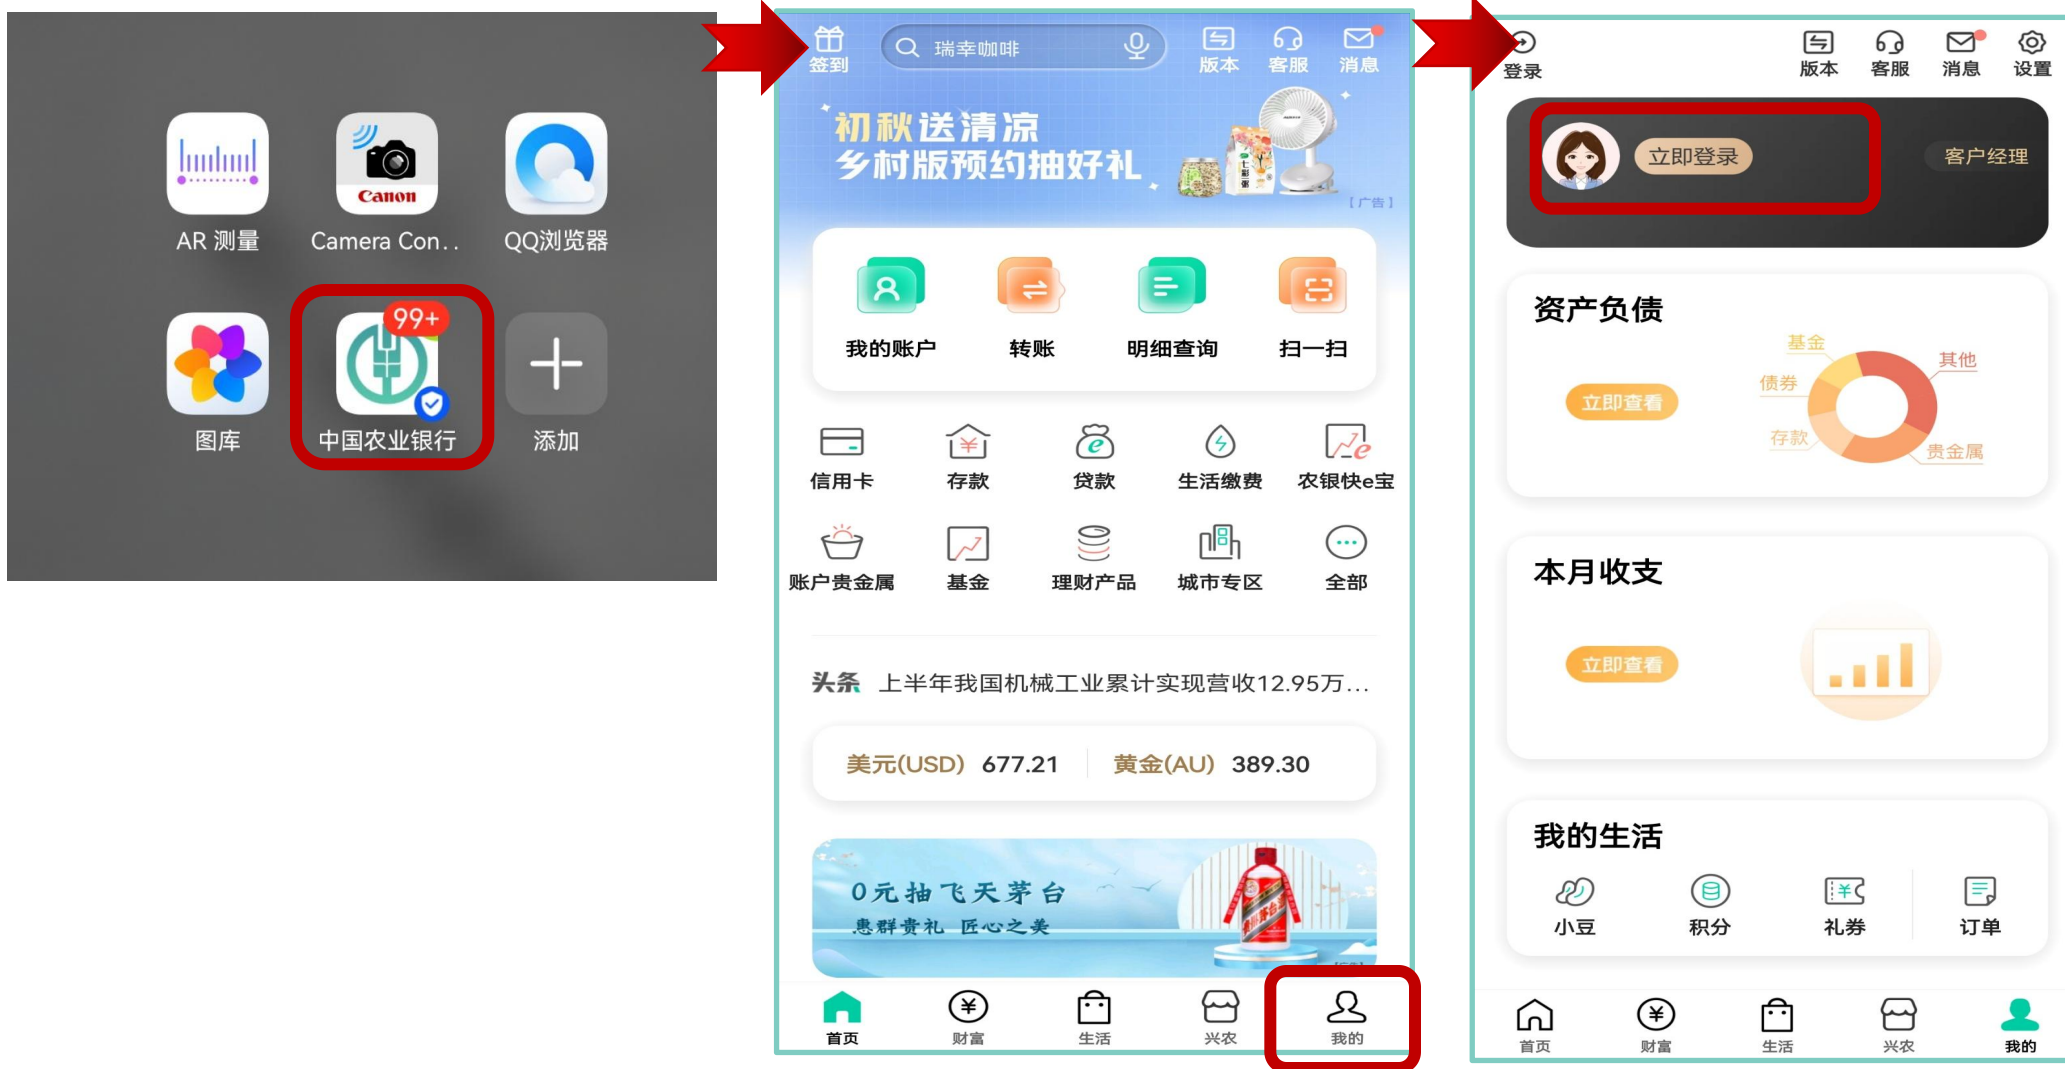 Canon
AR 测量
Camera Con..
QQ浏览器
99+
图库
中国农业银行
添加
签到
瑞幸咖啡
版本
客服
消息
初秋送清凉
乡村版预约抽好礼
七彩粥
【广告】
我的账户
转账
明细查询
扫一扫
信用卡
存款
贷款
生活缴费
农银快e宝
账户贵金属
基金
理财产品
城市专区
全部
头条 上半年我国机械工业累计实现营收12.95万...
美元(USD) 677.21
黄金(AU) 389.30
0元抽飞天茅台
惠群贵礼 匠心之美
首页
财富
生活
兴农
我的
登录
版本
客服
消息
设置
立即登录
客户经理
资产负债
立即查看
基金
债券
存款
其他
贵金属
本月收支
立即查看
我的生活
小豆
积分
礼券
订单
首页
财富
生活
兴农
我的